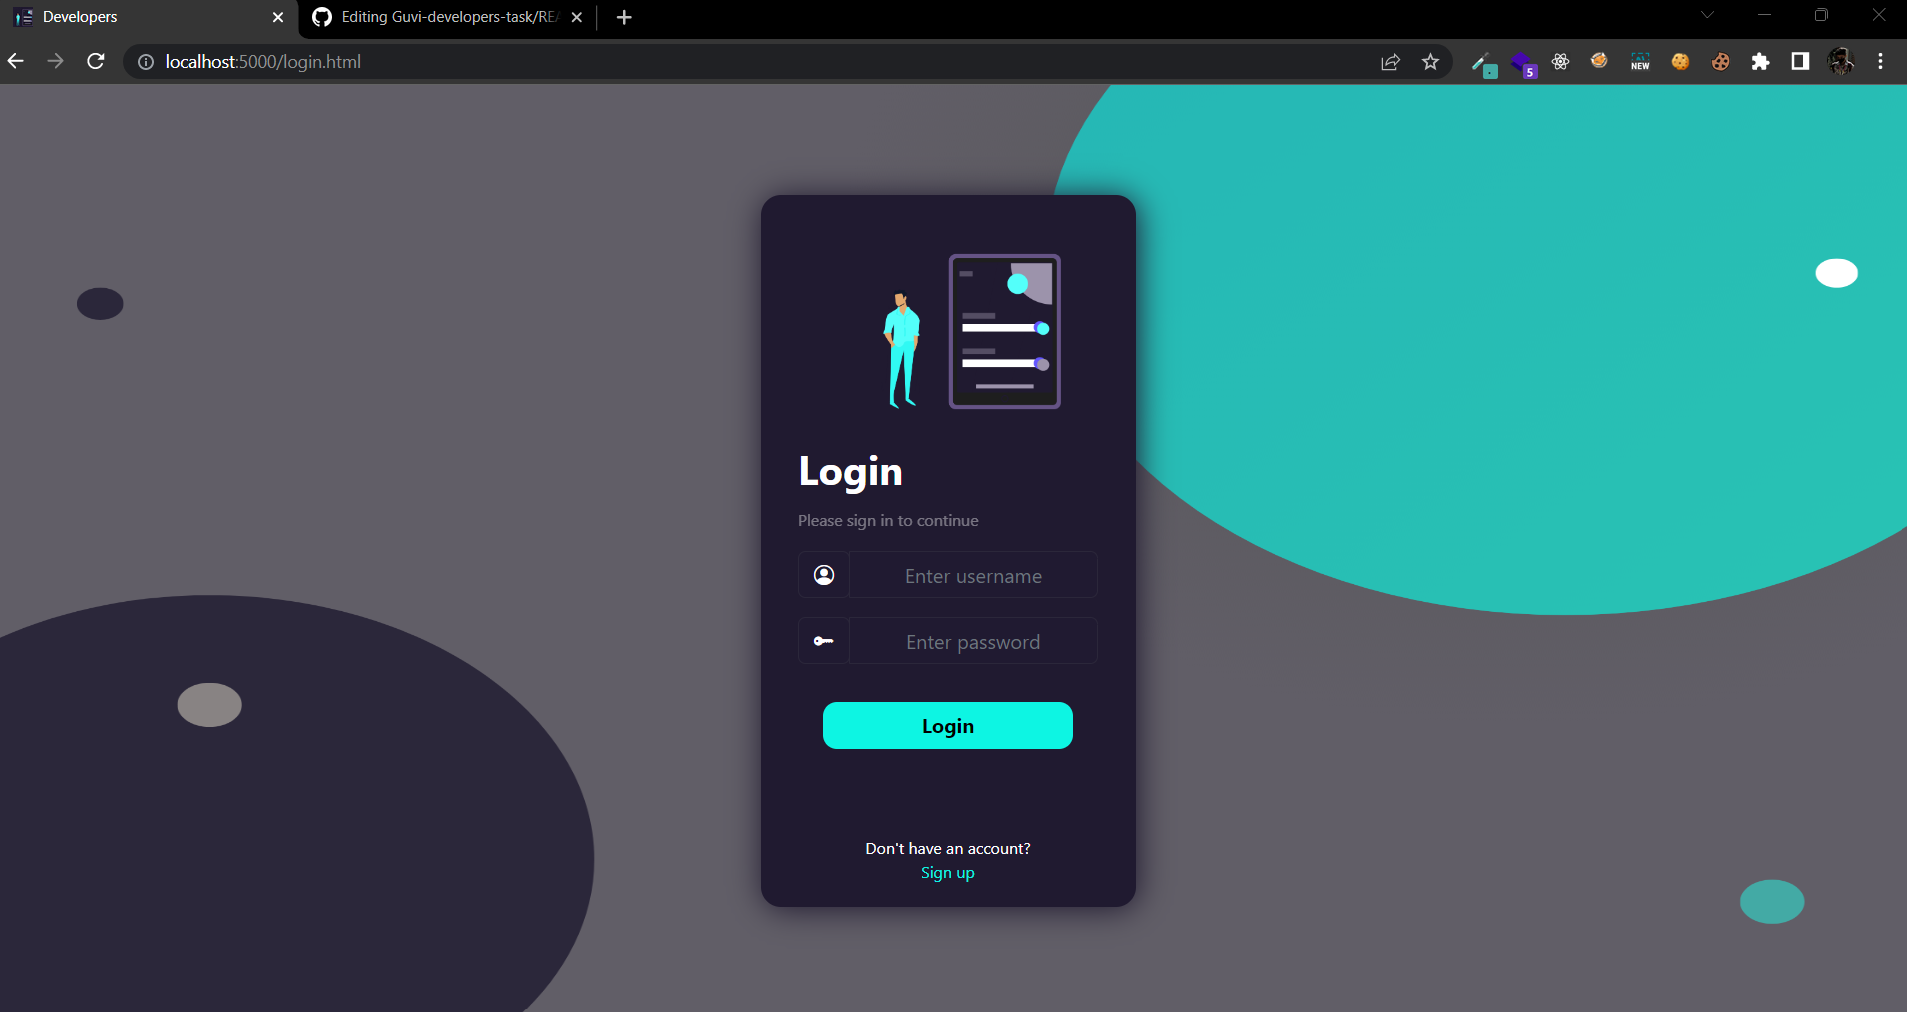 Developers
Editing Guvi-developers-task/REA
localhost:5000/login.html
5
NEW
Login
Please sign in to continue
Enter username
Enter password
Login
Don't have an account?
Sign up